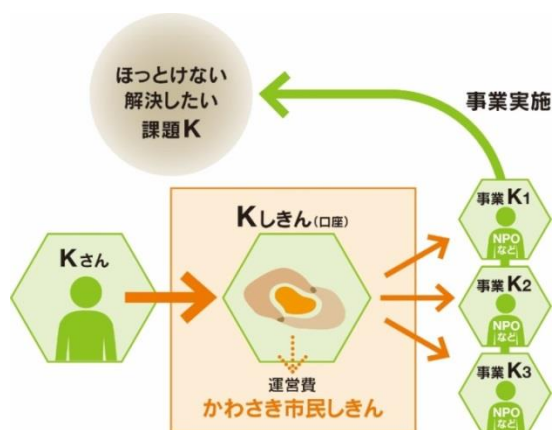 ほっとけない
解決したい
課題K
事業実施
Kしきん(口座)
Kさん
運営費
かわさき市民しきん
事業K1
NPO
など
事業K2
NPO
など
事業K3
NPO
など